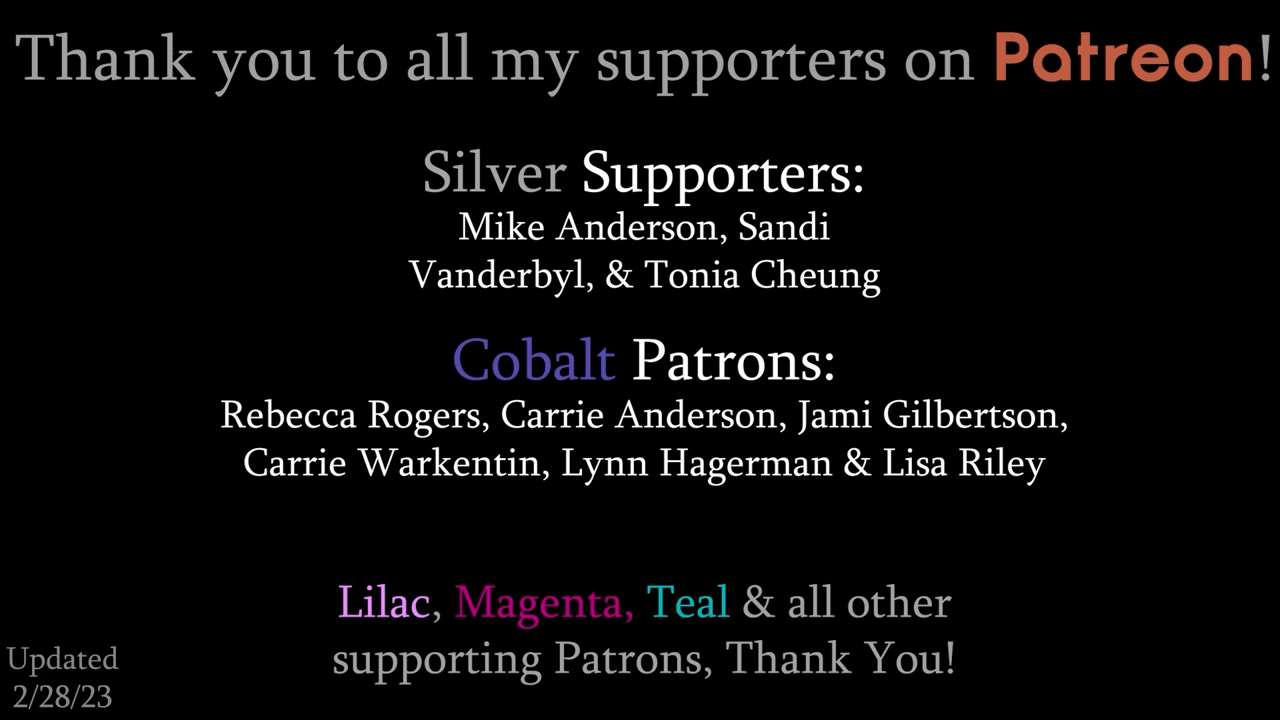 Thank you to all my supporters on Patreon!
Silver Supporters:
Mike Anderson, Sandi
Vanderbyl, & Tonia Cheung
Cobalt Patrons:
Rebecca Rogers, Carrie Anderson, Jami Gilbertson,
Carrie Warkentin, Lynn Hagerman & Lisa Riley
Lilac, Magenta, Teal & all other
supporting Patrons, Thank You!
Updated
2/28/23